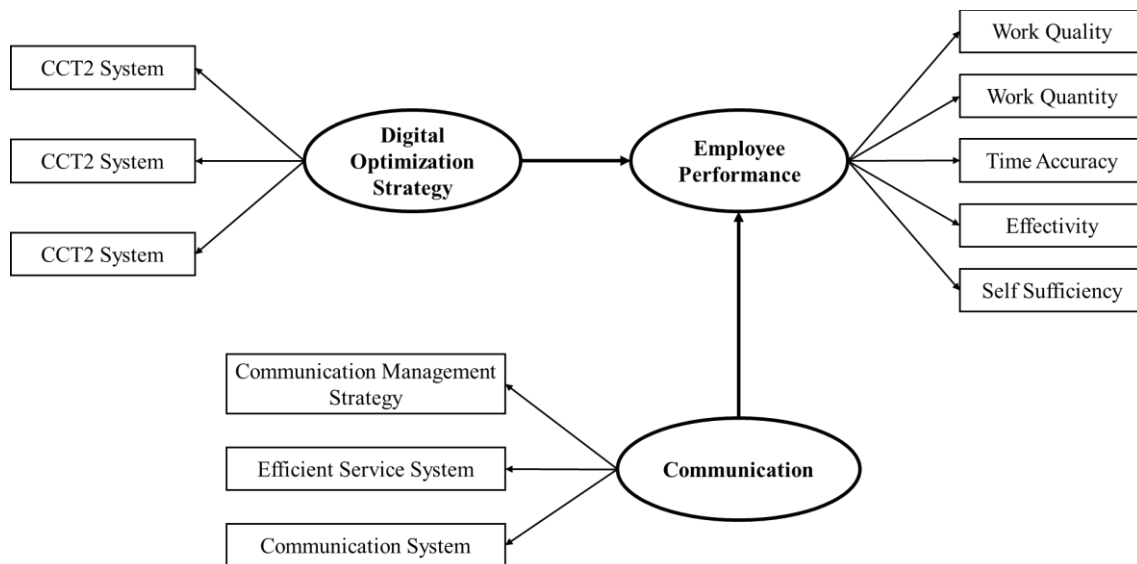 CCT2 System
CCT2 System
CCT2 System
Digital
Optimization
Strategy
Employee
Performance
Work Quality
Work Quantity
Time Accuracy
Effectivity
Self Sufficiency
Communication Management
Strategy
Efficient Service System
Communication System
Communication